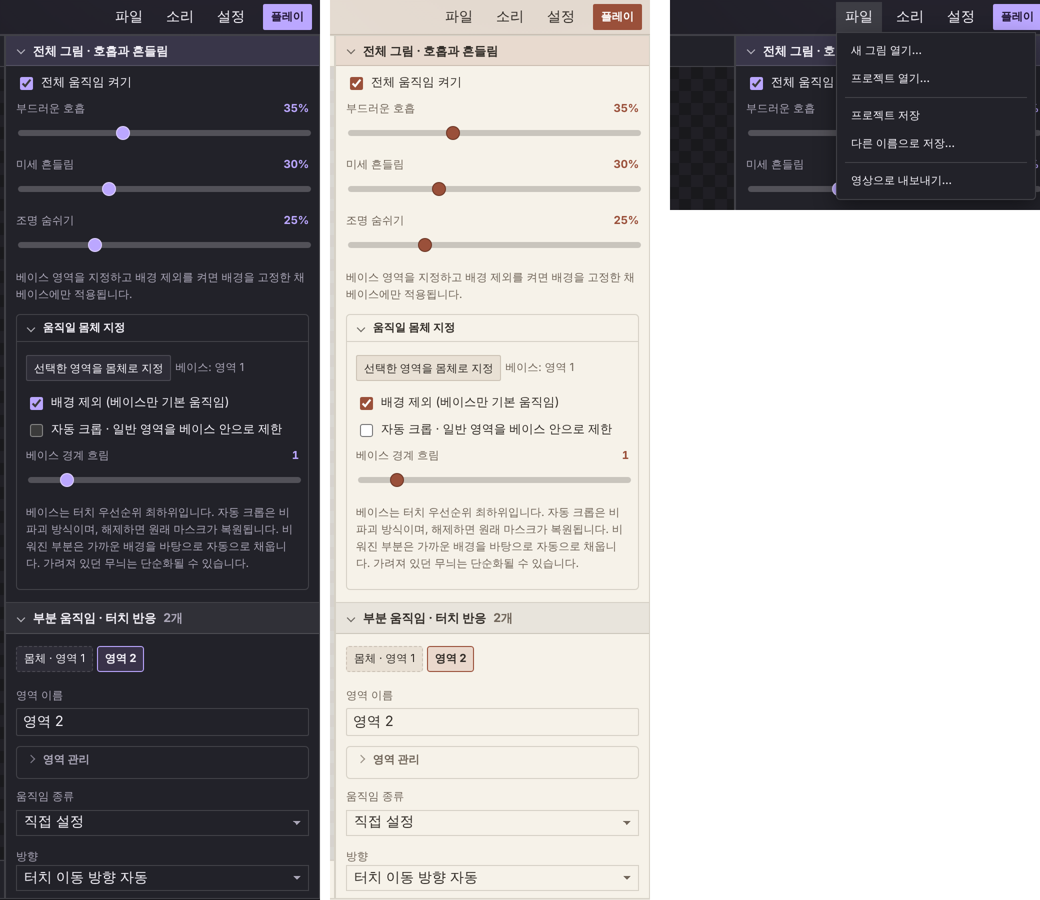 파일 소리 설정 플레이
전체 그림 · 호흡과 흔들림
전체 움직임 켜기
부드러운 호흡 35%
미세 흔들림 30%
조명 숨쉬기 25%
베이스 영역을 지정하고 배경 제외를 켜면 배경을 고정한 채
베이스에만 적용됩니다.
움직일 몸체 지정
선택한 영역을 몸체로 지정 베이스: 영역 1
배경 제외 (베이스만 기본 움직임)
자동 크롭 · 일반 영역을 베이스 안으로 제한
베이스 경계 흐림 1
베이스는 터치 우선순위 최하위입니다. 자동 크롭은 비
파괴 방식이며, 해제하면 원래 마스크가 복원됩니다. 비
워진 부분은 가까운 배경을 바탕으로 자동으로 채웁니
다. 가려져 있던 무늬는 단순화될 수 있습니다.
부분 움직임 · 터치 반응 2개
몸체 · 영역 1 영역 2
영역 이름
영역 2
영역 관리
움직임 종류
직접 설정
방향
터치 이동 방향 자동
파일 소리 설정 플레이
전체 그림 · 호흡과 흔들림
전체 움직임 켜기
부드러운 호흡 35%
미세 흔들림 30%
조명 숨쉬기 25%
베이스 영역을 지정하고 배경 제외를 켜면 배경을 고정한 채
베이스에만 적용됩니다.
움직일 몸체 지정
선택한 영역을 몸체로 지정 베이스: 영역 1
배경 제외 (베이스만 기본 움직임)
자동 크롭 · 일반 영역을 베이스 안으로 제한
베이스 경계 흐림 1
베이스는 터치 우선순위 최하위입니다. 자동 크롭은 비
파괴 방식이며, 해제하면 원래 마스크가 복원됩니다. 비
워진 부분은 가까운 배경을 바탕으로 자동으로 채웁니
다. 가려져 있던 무늬는 단순화될 수 있습니다.
부분 움직임 · 터치 반응 2개
몸체 · 영역 1 영역 2
영역 이름
영역 2
영역 관리
움직임 종류
직접 설정
방향
터치 이동 방향 자동
파일 소리 설정 플레이
전체 그림 · 호
전체 움직임
부드러운 호흡
미세 흔들림
새 그림 열기...
프로젝트 열기...
프로젝트 저장
다른 이름으로 저장...
영상으로 내보내기...